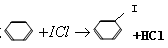 I
+ICl → +HCl